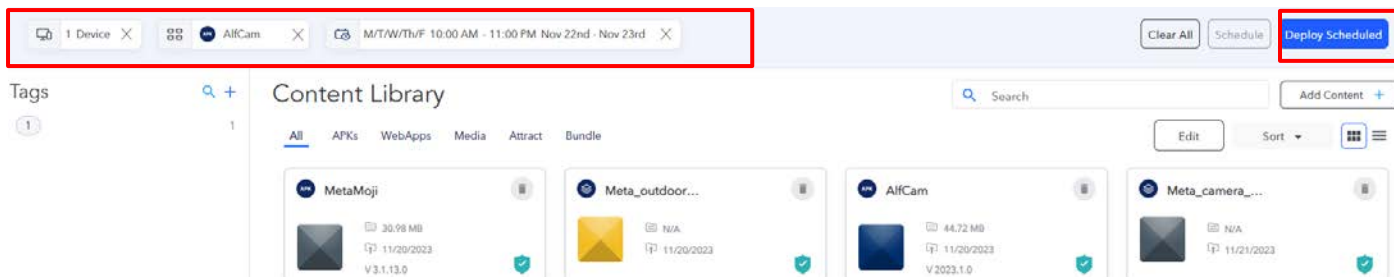 1 Device
APK AlfCam
M/T/W/Th/F 10:00 AM - 11:00 PM Nov 22nd - Nov 23rd
Clear All
Schedule
Deploy Scheduled
Tags
1
1
Content Library
Search
Add Content +
All APKs WebApps Media Attract Bundle
Edit
Sort
APK MetaMoji
30.98 MB
11/20/2023
V 3.1.13.0
Meta_outdoor...
N/A
11/20/2023
APK AlfCam
44.72 MB
11/20/2023
V 2023.1.0
Meta_camera_...
N/A
11/21/2023